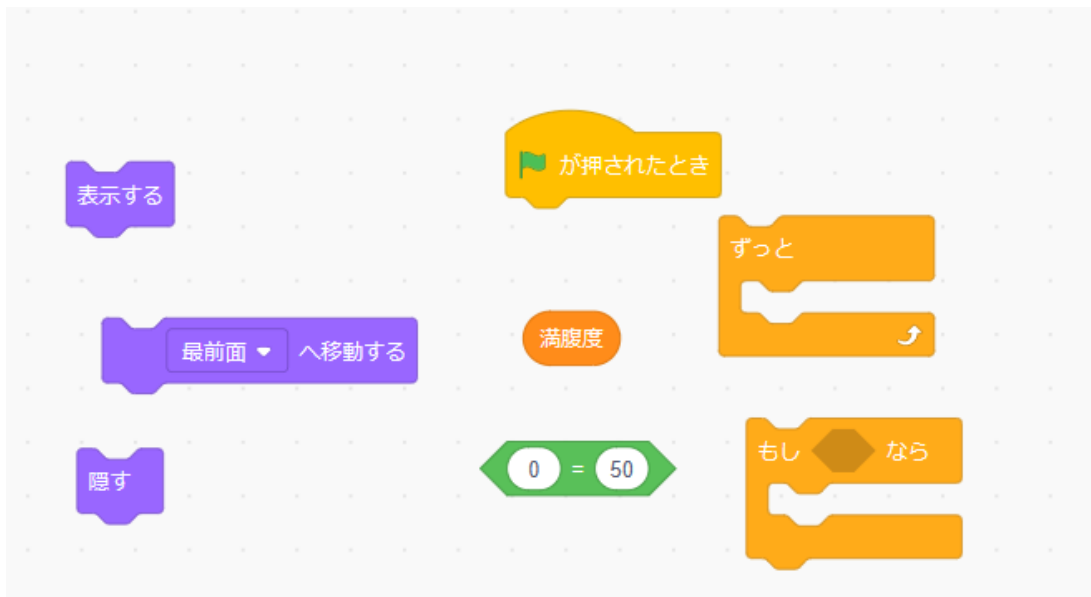 表示する
最前面 へ移動する
隠す
が押されたとき
満腹度
0 = 50
ずっと
もし なら